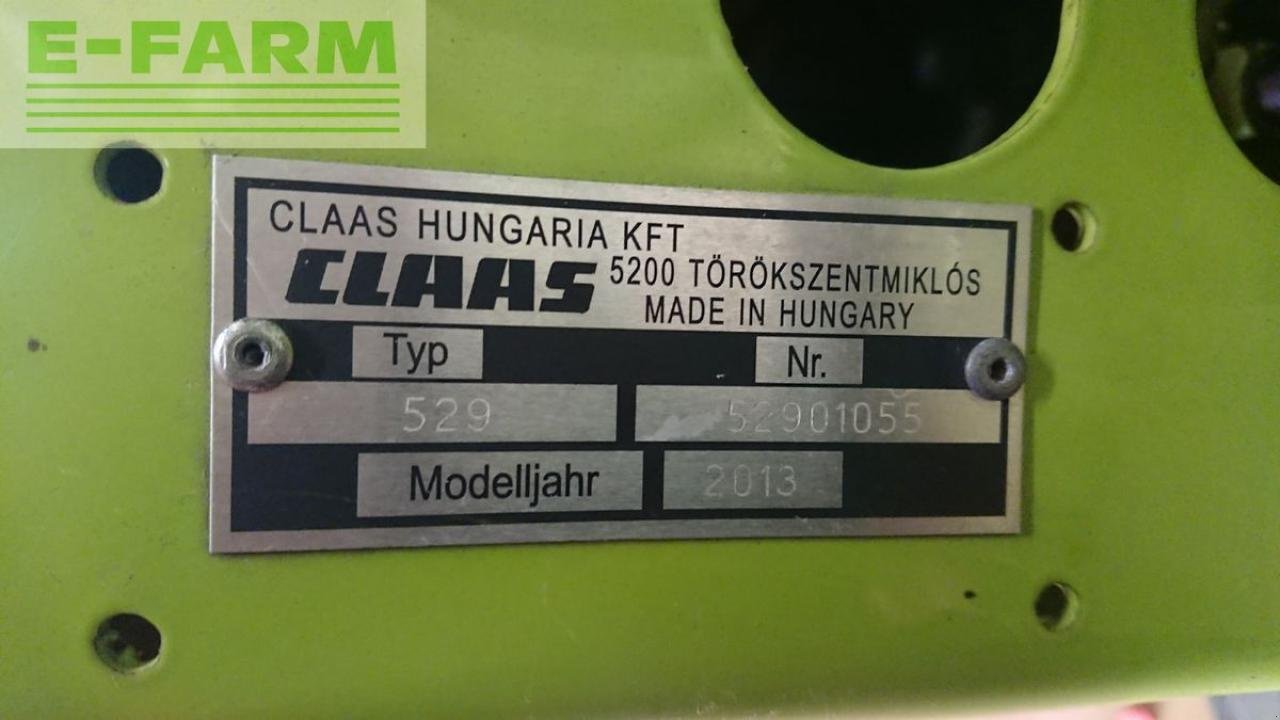 E-FARM
CLAAS HUNGARIA KFT
CLAAS 5200 TÖRÖKSZENTMIKLÓS
MADE IN HUNGARY
Typ Nr.
529 52901055
Modelljahr 2013